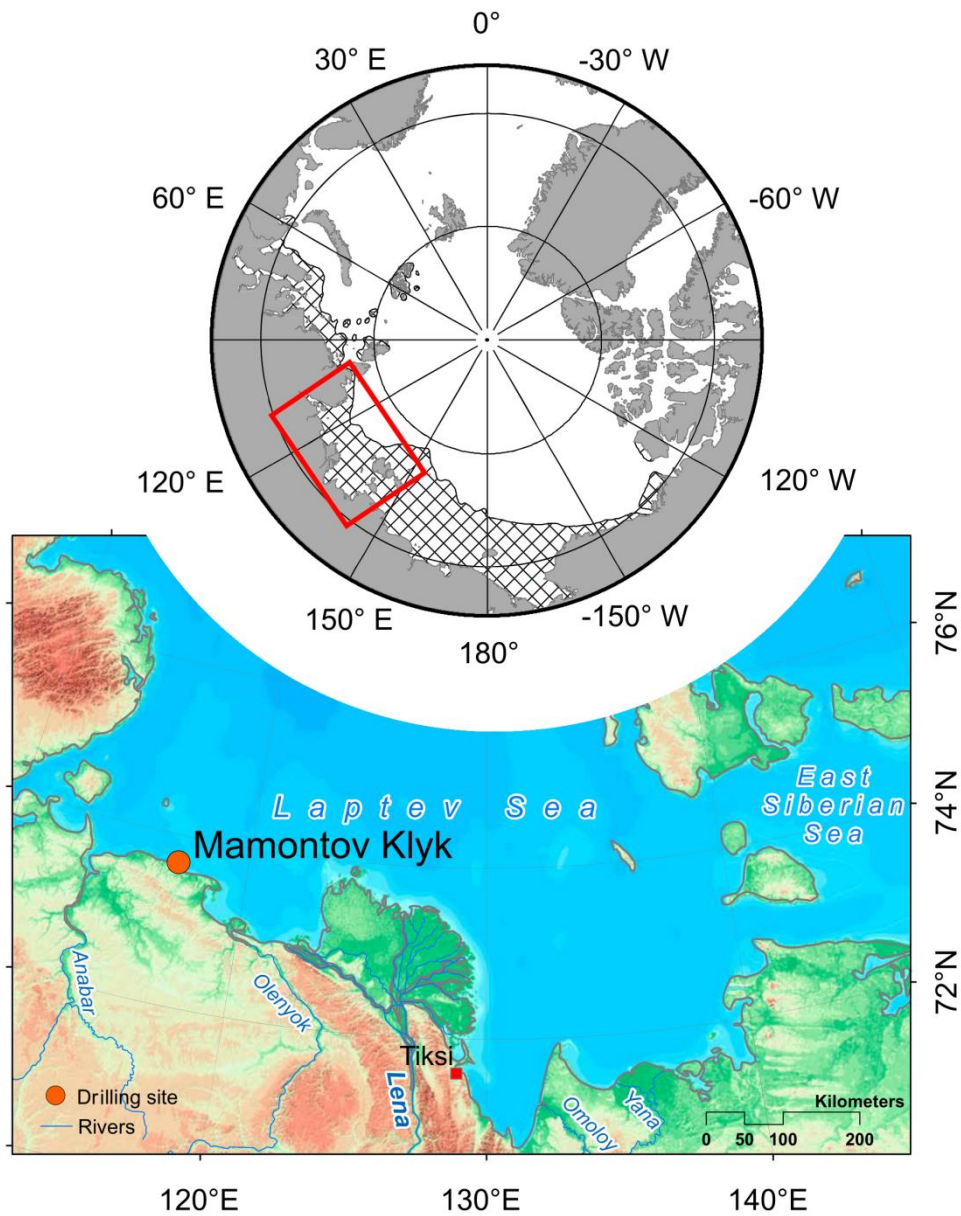 0°
30° E
-30° W
60° E
-60° W
120° E
120° W
150° E
-150° W
180°
76°N
Laptev Sea
East
Siberian
Sea
74°N
Mamontov Klyk
72°N
Anabar
Olenyok
Tiksi
Lena
Omoloy
Yana
Drilling site
Rivers
Kilometers
0 50 100 200
120°E
130°E
140°E